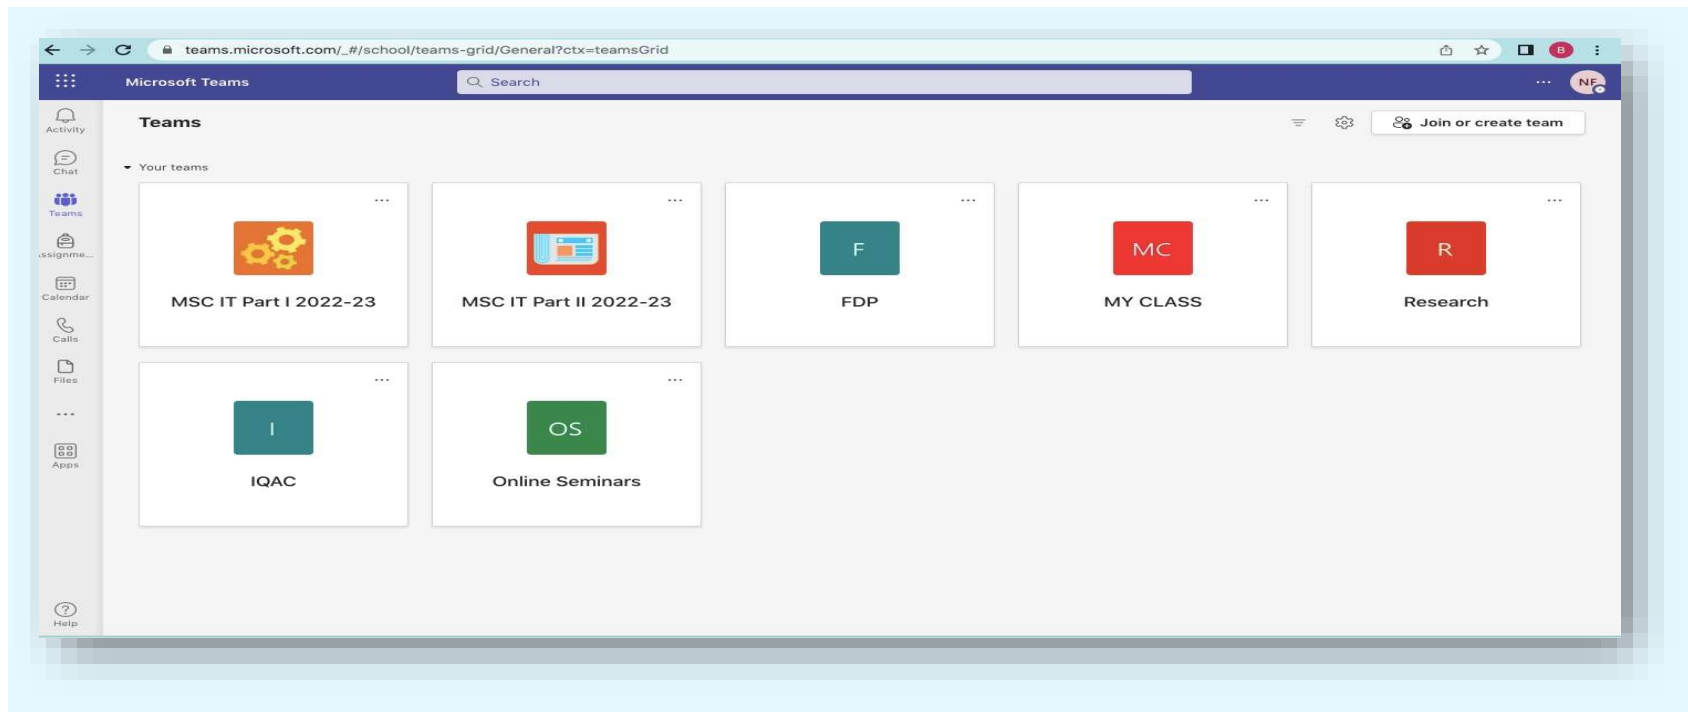 teams.microsoft.com/_#/school/teams-grid/General?ctx=teamsGrid
B
Microsoft Teams
Search
NF
Activity
Chat
Teams
ssignme...
Calendar
Calls
Files
Apps
Help
Teams
Join or create team
Your teams
MSC IT Part I 2022-23
MSC IT Part II 2022-23
F
FDP
MC
MY CLASS
R
Research
I
IQAC
OS
Online Seminars